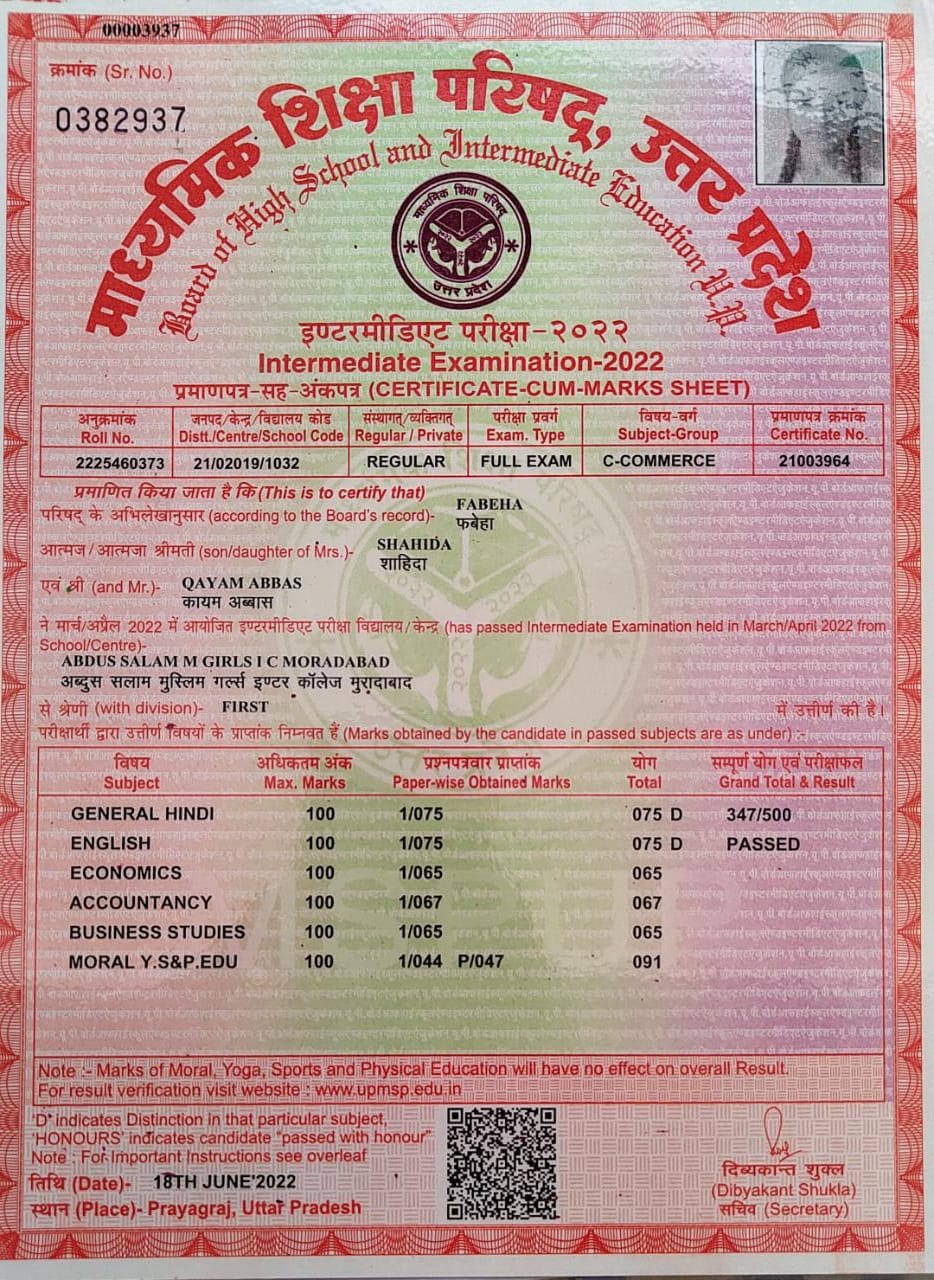 00003937
क्रमांक (Sr. No.)
0382937
माध्यमिक शिक्षा परिषद्, उत्तर प्रदेश
Board of High School and Intermediate Education U.P.
माध्यमिक शिक्षा परिषद्
उत्तर प्रदेश
इण्टरमीडिएट परीक्षा-२०२२
Intermediate Examination-2022
प्रमाणपत्र-सह-अंकपत्र (CERTIFICATE-CUM-MARKS SHEET)
अनुक्रमांक जनपद/केन्द्र/विद्यालय कोड संस्थागत्/व्यक्तिगत् परीक्षा प्रवर्ग विषय-वर्ग प्रमाणपत्र क्रमांक
Roll No. Distt./Centre/School Code Regular / Private Exam. Type Subject-Group Certificate No.
2225460373 21/02019/1032 REGULAR FULL EXAM C-COMMERCE 21003964
प्रमाणित किया जाता है कि (This is to certify that)
परिषद् के अभिलेखानुसार (according to the Board's record)- FABEHA
फबेहा
आत्मज/आत्मजा श्रीमती (son/daughter of Mrs.)- SHAHIDA
शाहिदा
एवं श्री (and Mr.)- QAYAM ABBAS
कायम अब्बास
ने मार्च/अप्रैल 2022 में आयोजित इण्टरमीडिएट परीक्षा विद्यालय/केन्द्र (has passed Intermediate Examination held in March/April 2022 from
School/Centre)-
ABDUS SALAM M GIRLS I C MORADABAD
अब्दुस सलाम मुस्लिम गर्ल्स इण्टर कॉलेज मुरादाबाद
से श्रेणी (with division)- FIRST में उत्तीर्ण की है।
परीक्षार्थी द्वारा उत्तीर्ण विषयों के प्राप्तांक निम्नवत हैं (Marks obtained by the candidate in passed subjects are as under) :-
विषय अधिकतम अंक प्रश्नपत्रवार प्राप्तांक योग सम्पूर्ण योग एवं परीक्षाफल
Subject Max. Marks Paper-wise Obtained Marks Total Grand Total & Result
GENERAL HINDI 100 1/075 075 D 347/500
ENGLISH 100 1/075 075 D PASSED
ECONOMICS 100 1/065 065
ACCOUNTANCY 100 1/067 067
BUSINESS STUDIES 100 1/065 065
MORAL Y.S&P.EDU 100 1/044 P/047 091
Note :- Marks of Moral, Yoga, Sports and Physical Education will have no effect on overall Result.
For result verification visit website : www.upmsp.edu.in
'D' indicates Distinction in that particular subject,
'HONOURS' indicates candidate "passed with honour"
Note : For Important Instructions see overleaf
तिथि (Date)- 18TH JUNE'2022
स्थान (Place)- Prayagraj, Uttar Pradesh
दिब्यकान्त शुक्ल
(Dibyakant Shukla)
सचिव (Secretary)